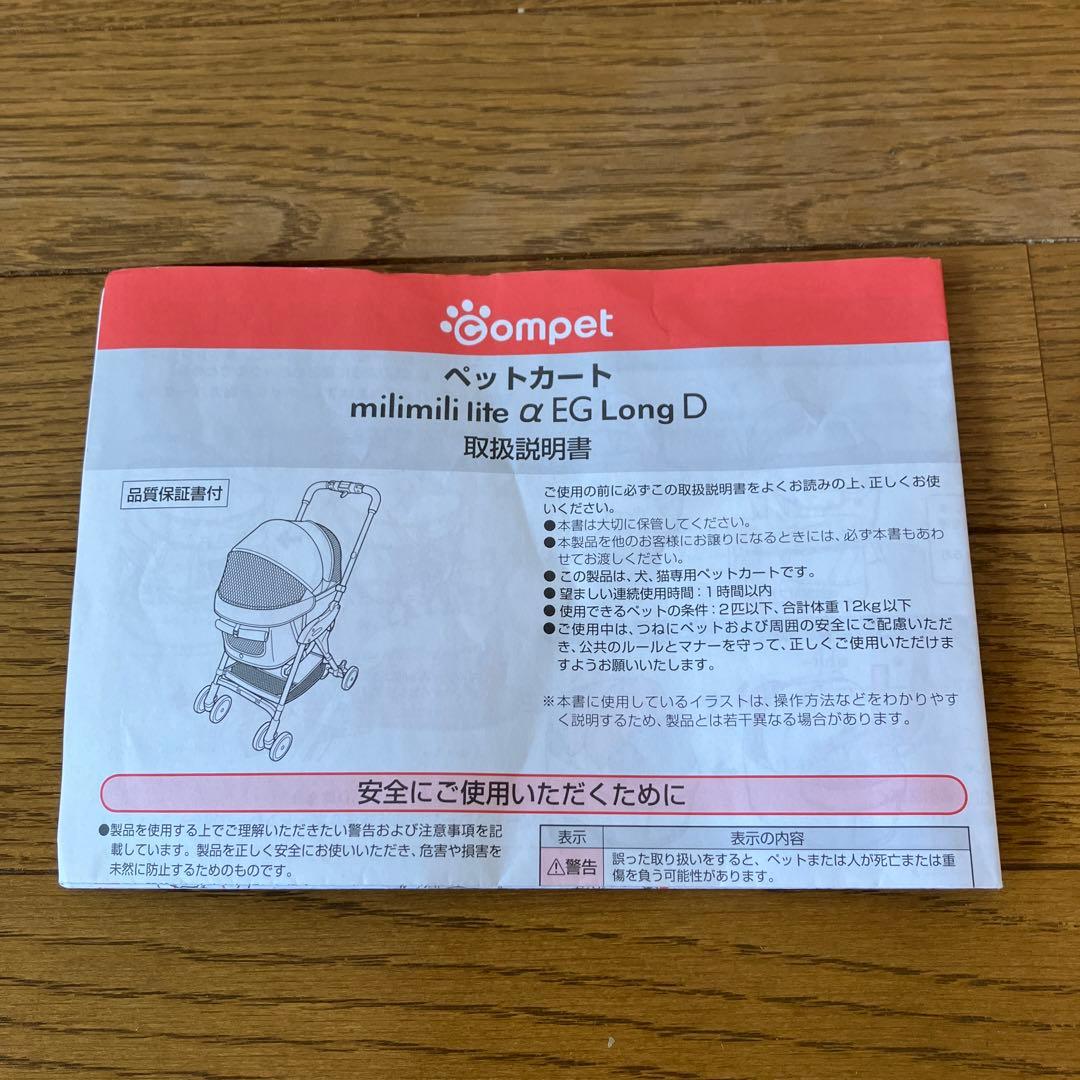 Compet
ペットカート
milimili lite α EG Long D
取扱説明書
品質保証書付
ご使用の前に必ずこの取扱説明書をよくお読みの上、正しくお使
いください。
●本書は大切に保管してください。
●本製品を他のお客様にお譲りになるときには、必ず本書もあわ
せてお渡しください。
●この製品は、犬、猫専用ペットカートです。
●望ましい連続使用時間：1時間以内
●使用できるペットの条件：2匹以下、合計体重12kg以下
●ご使用中は、つねにペットおよび周囲の安全にご配慮いただ
き、公共のルールとマナーを守って、正しくご使用いただけま
すようお願いいたします。
※本書に使用しているイラストは、操作方法などをわかりやす
く説明するため、製品とは若干異なる場合があります。
安全にご使用いただくために
●製品を使用する上でご理解いただきたい警告および注意事項を記
載しています。製品を正しく安全にお使いいただき、危害や損害を
未然に防止するためのものです。
表示 表示の内容
⚠警告 誤った取り扱いをすると、ペットまたは人が死亡または重
傷を負う可能性があります。